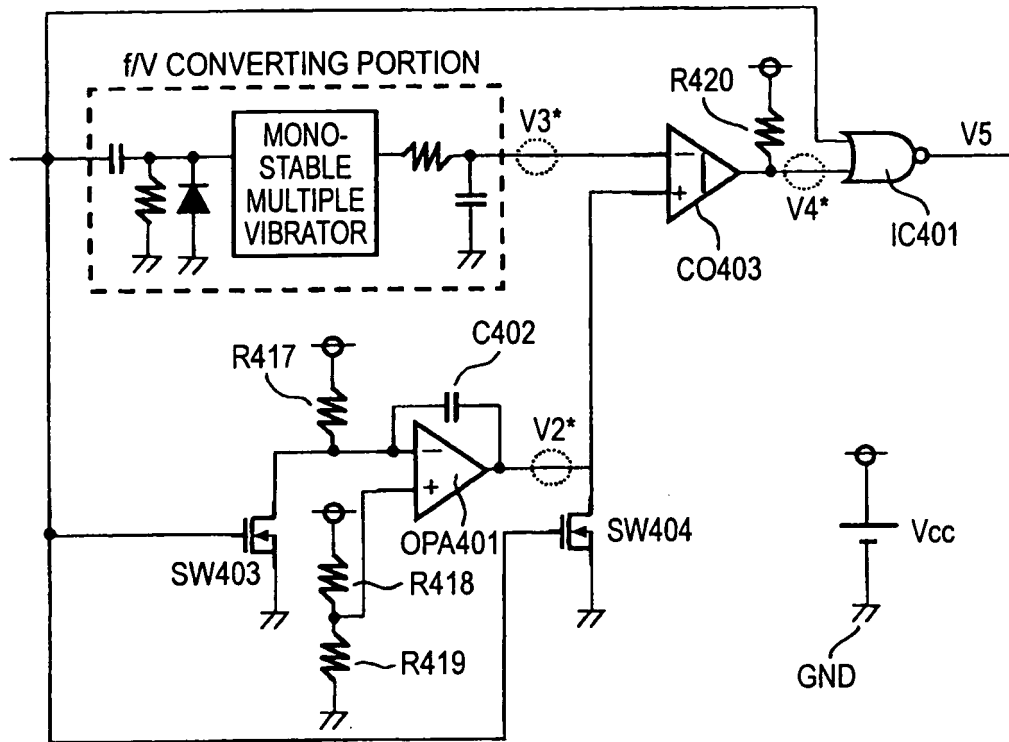 f/V CONVERTING PORTION
MONO-
STABLE
MULTIPLE
VIBRATOR
V3*
R420
−
+
CO403
V4*
V5
IC401
R417
C402
−
+
OPA401
V2*
SW403
R418
R419
SW404
Vcc
GND